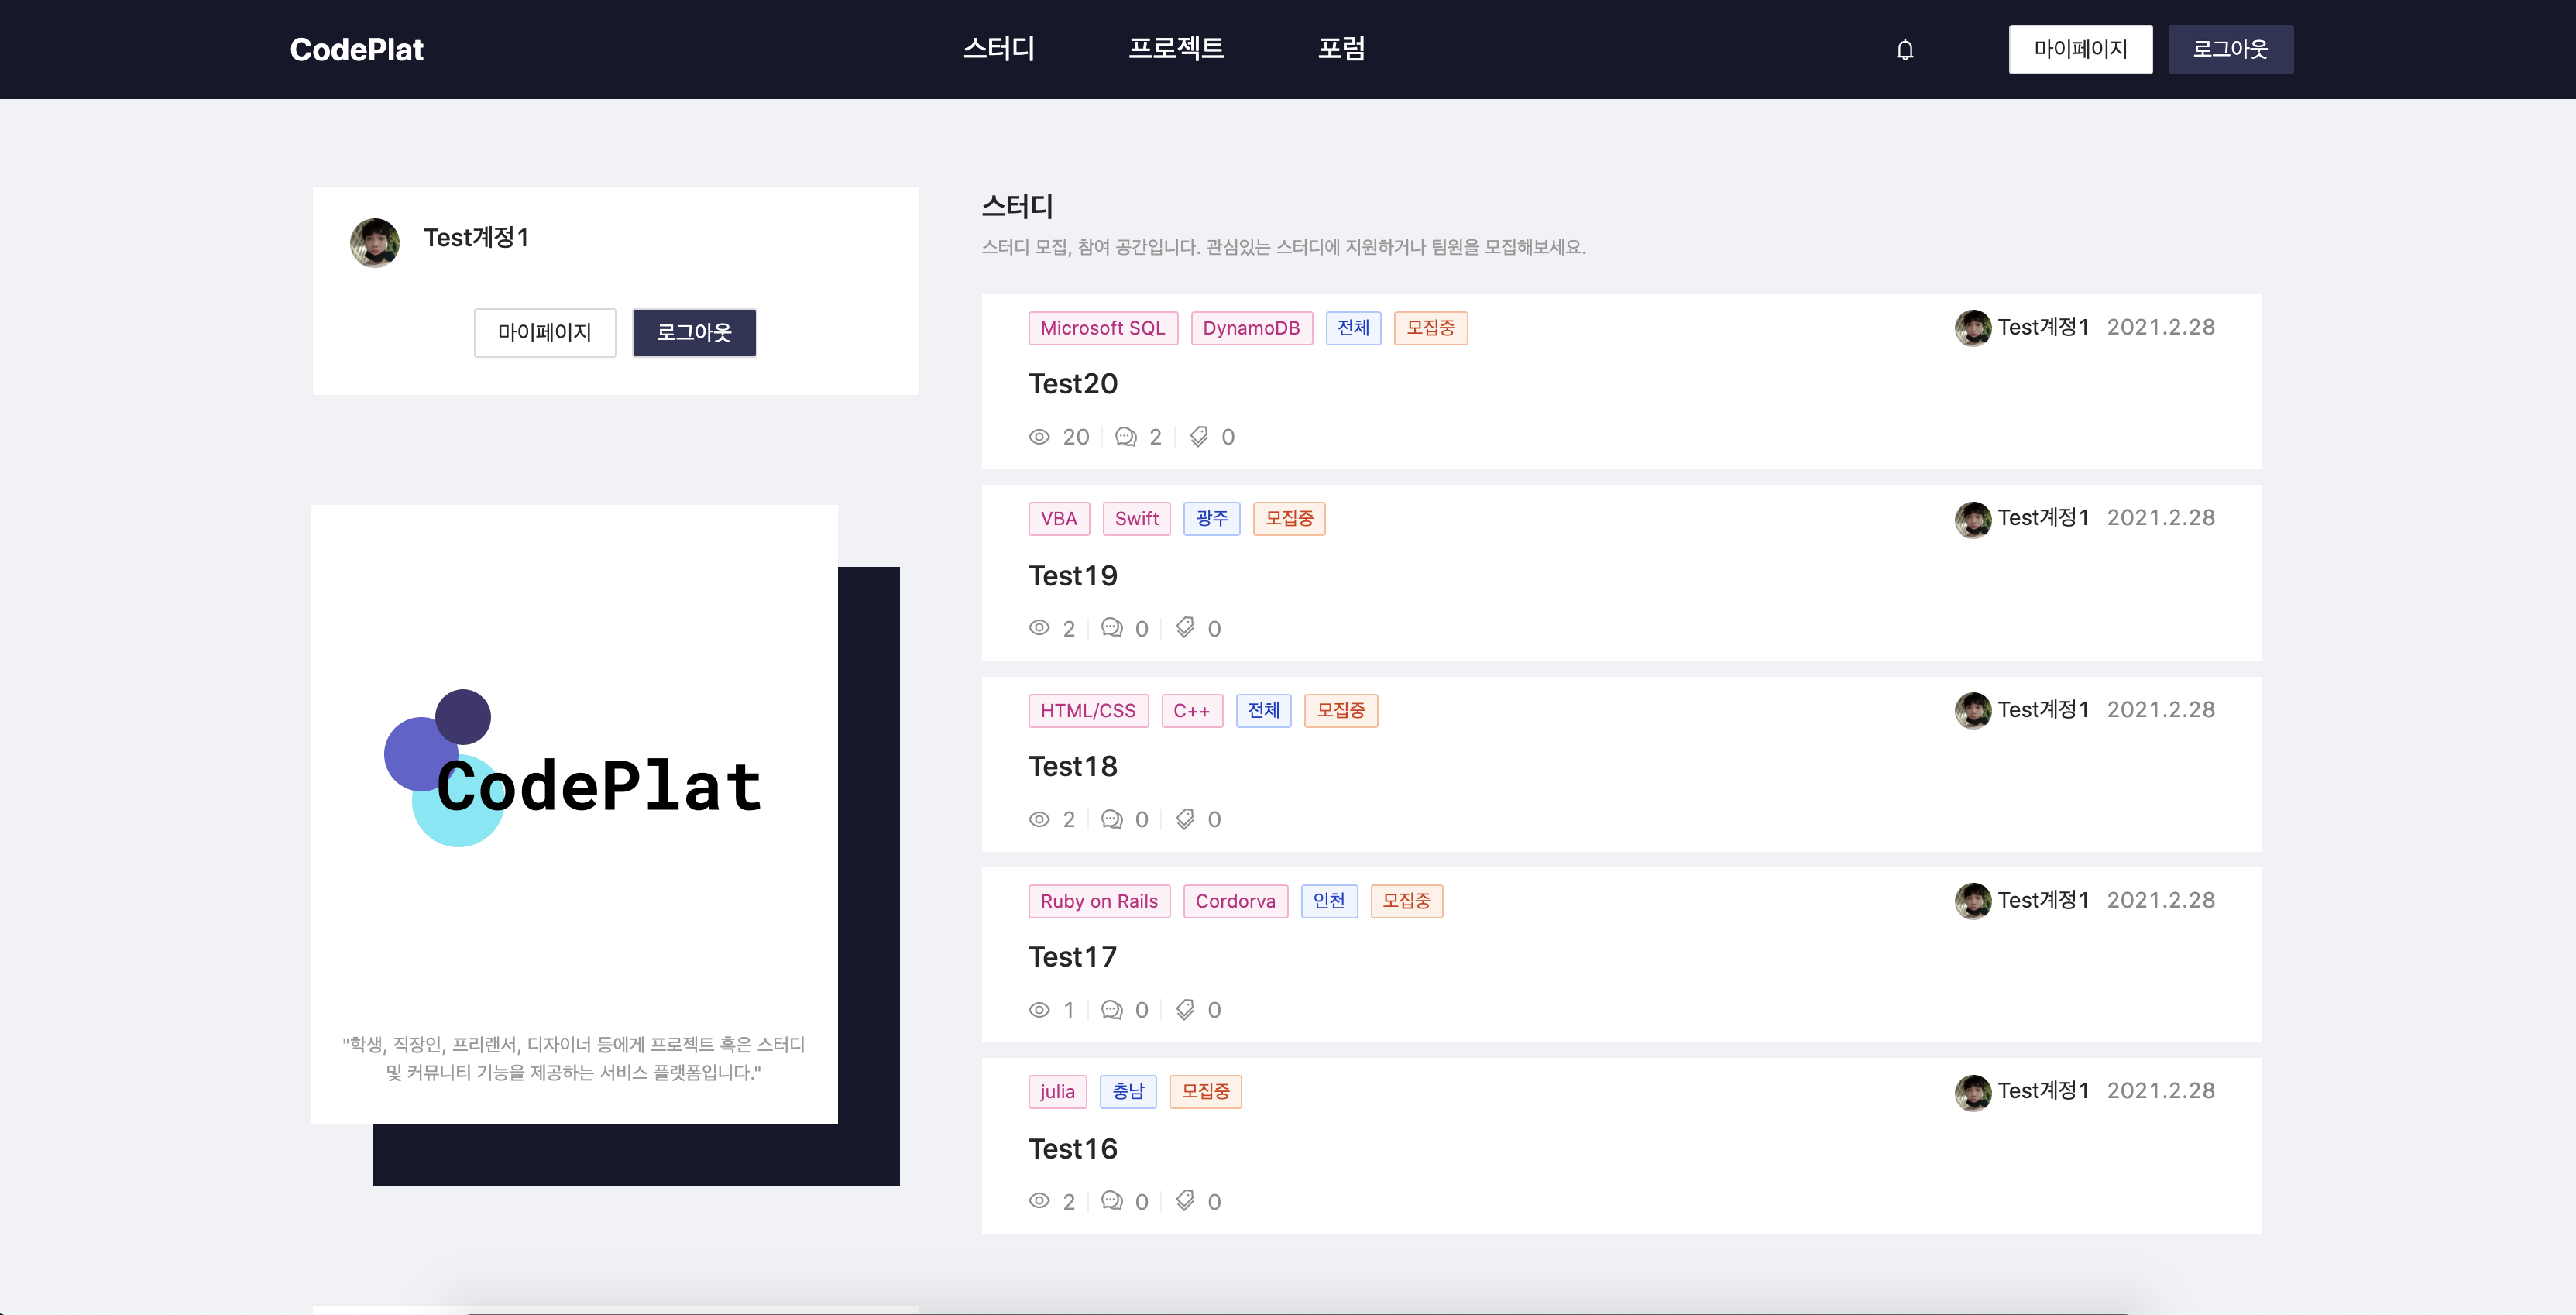 CodePlat
스터디 프로젝트 포럼
마이페이지 로그아웃
Test계정1
마이페이지 로그아웃
CodePlat
"학생, 직장인, 프리랜서, 디자이너 등에게 프로젝트 혹은 스터디
및 커뮤니티 기능을 제공하는 서비스 플랫폼입니다."
스터디
스터디 모집, 참여 공간입니다. 관심있는 스터디에 지원하거나 팀원을 모집해보세요.
Microsoft SQL DynamoDB 전체 모집중 Test계정1 2021.2.28
Test20
20 2 0
VBA Swift 광주 모집중 Test계정1 2021.2.28
Test19
2 0 0
HTML/CSS C++ 전체 모집중 Test계정1 2021.2.28
Test18
2 0 0
Ruby on Rails Cordorva 인천 모집중 Test계정1 2021.2.28
Test17
1 0 0
julia 충남 모집중 Test계정1 2021.2.28
Test16
2 0 0